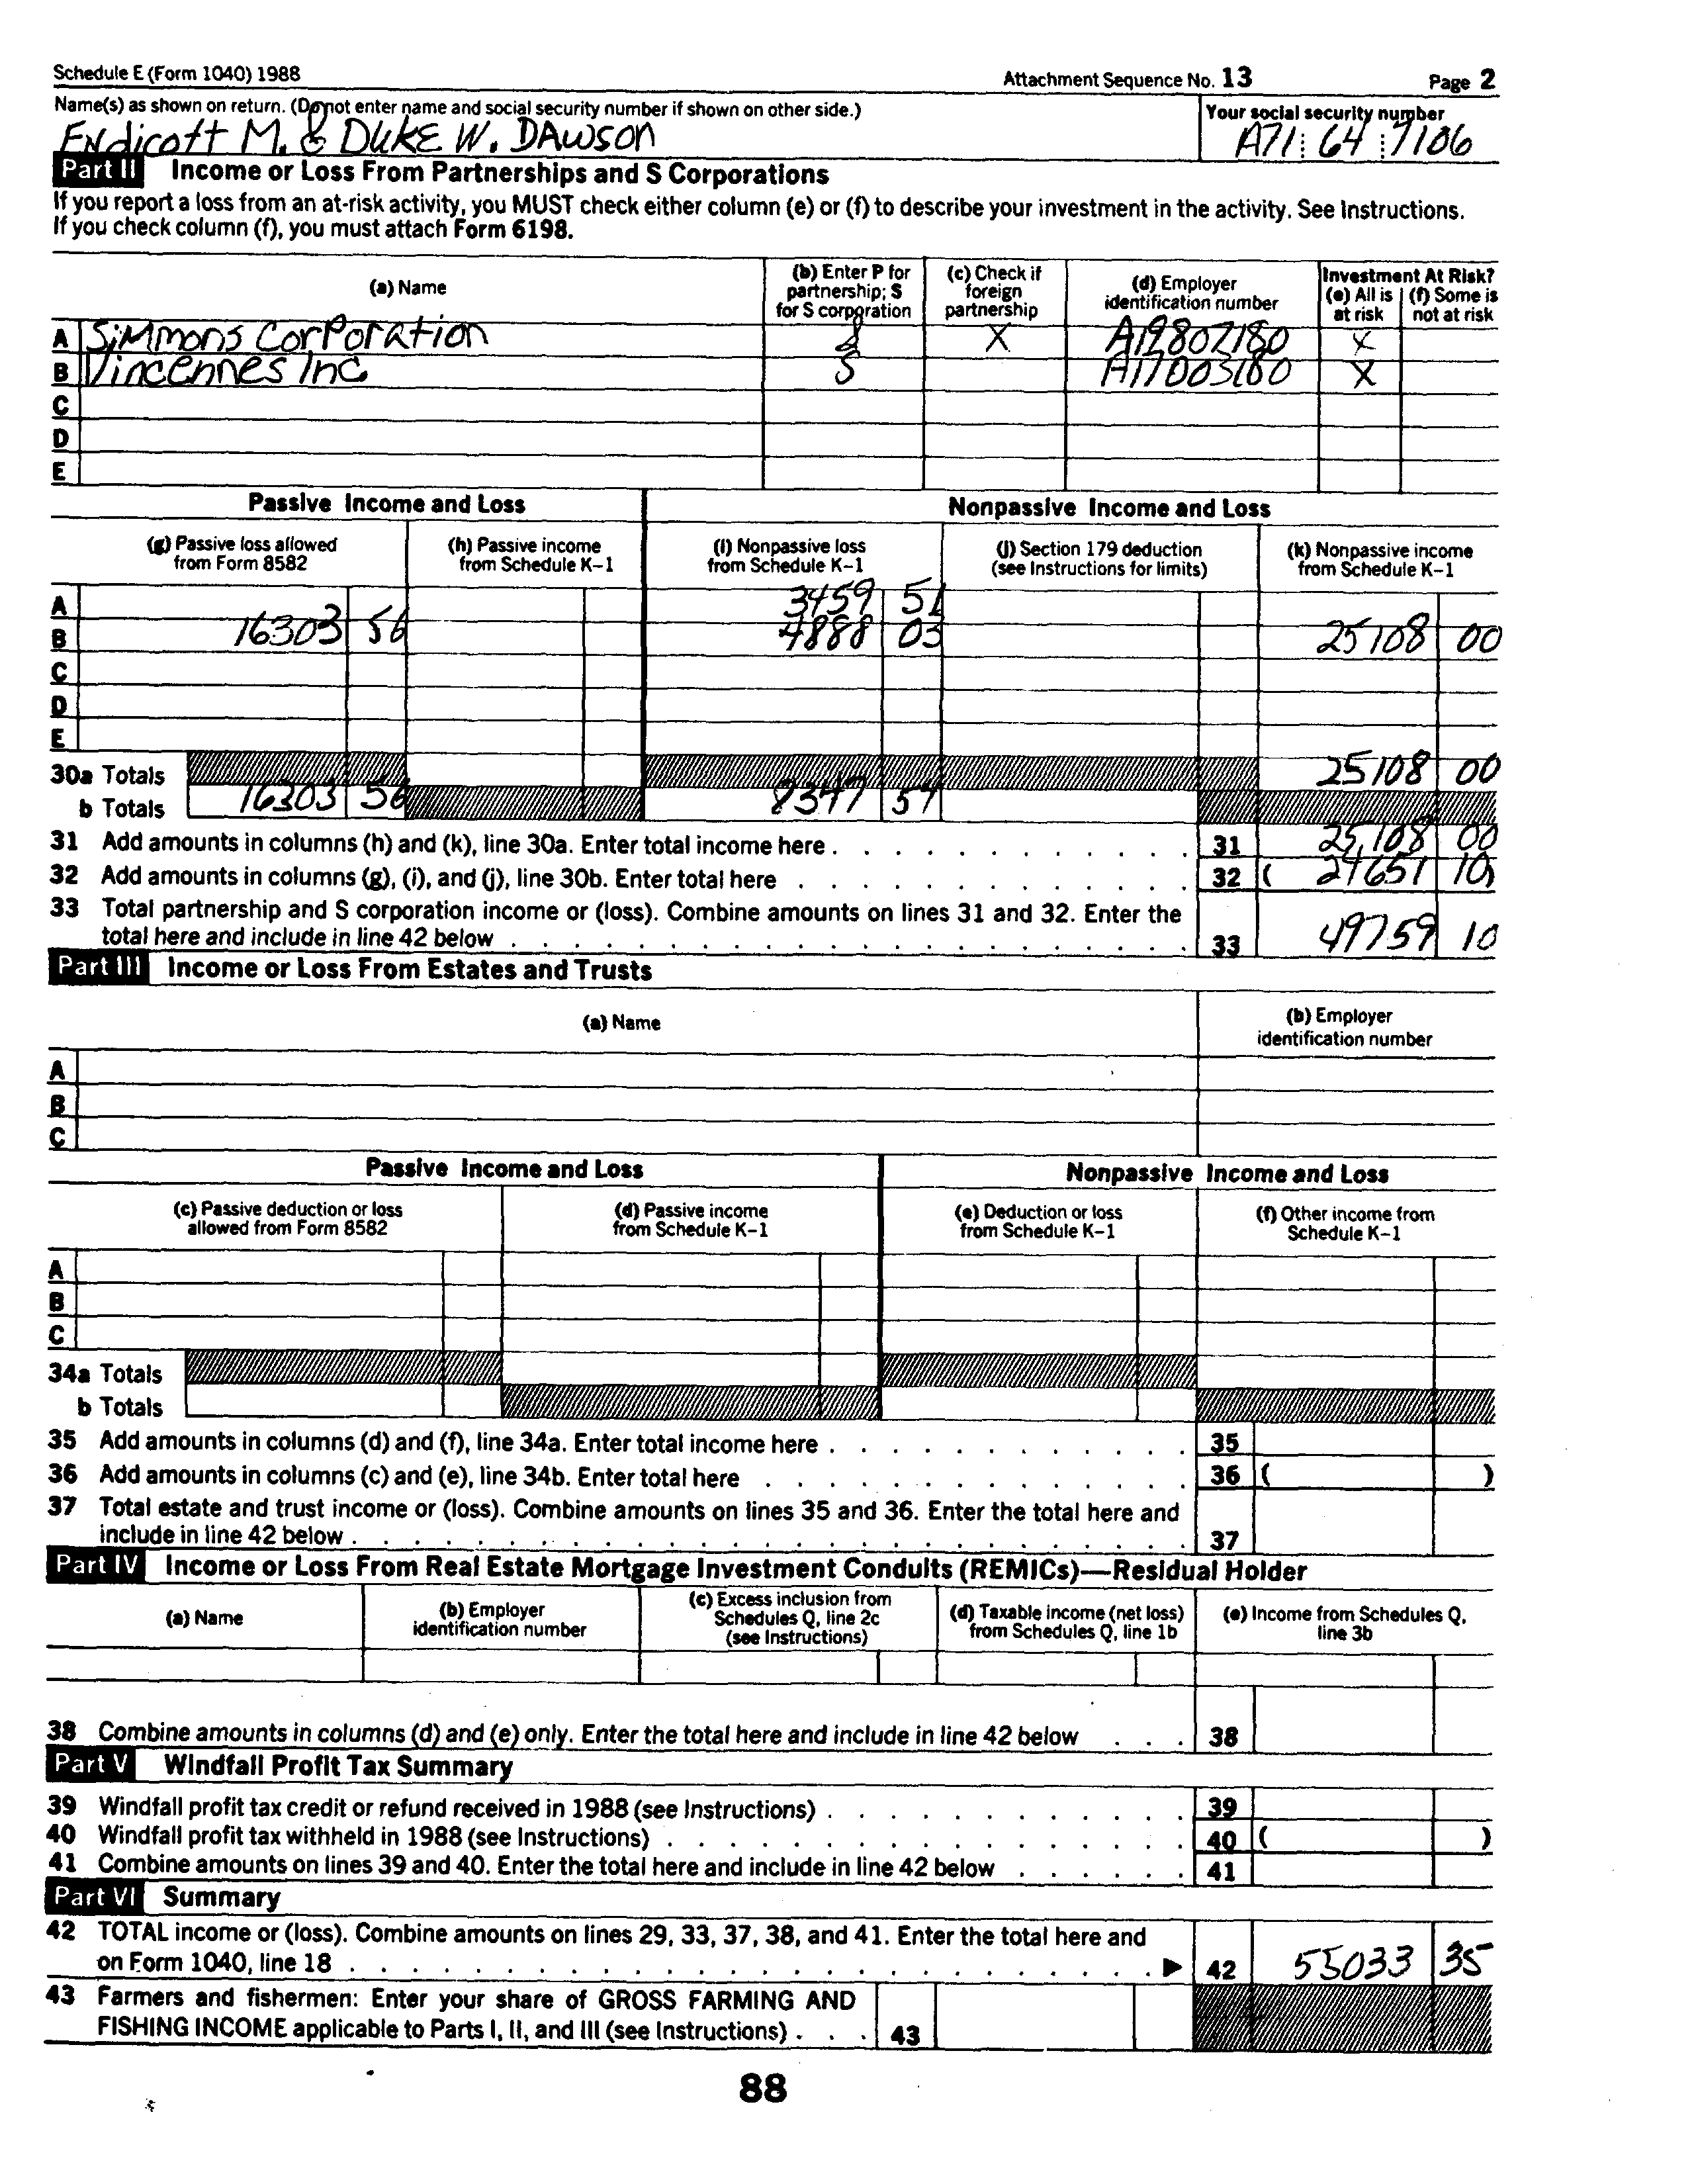 Schedule E (Form 1040) 1988 Attachment Sequence No. 13 Page 2
Name(s) as shown on return. (Do not enter name and social security number if shown on other side.) Your social security number
Endicott M. & Duke W. Dawson A71 64 7106
Part II Income or Loss From Partnerships and S Corporations
If you report a loss from an at-risk activity, you MUST check either column (e) or (f) to describe your investment in the activity. See Instructions.
If you check column (f), you must attach Form 6198.
(a) Name (b) Enter P for partnership; S for S corporation (c) Check if foreign partnership (d) Employer identification number Investment At Risk? (e) All is at risk (f) Some is not at risk
A Simmons Corporation X A19807180 X
B Vincennes Inc S A17003180 X
C
D
E
Passive Income and Loss Nonpassive Income and Loss
(g) Passive loss allowed from Form 8582 (h) Passive income from Schedule K-1 (i) Nonpassive loss from Schedule K-1 (j) Section 179 deduction (see Instructions for limits) (k) Nonpassive income from Schedule K-1
A 3459 51
B 16303 56 4888 03 25108 00
C
D
E
30a Totals 25108 00
b Totals 16303 56 8347 54
31 Add amounts in columns (h) and (k), line 30a. Enter total income here 31 25,108 00
32 Add amounts in columns (g), (i), and (j), line 30b. Enter total here 32 ( 24651 10)
33 Total partnership and S corporation income or (loss). Combine amounts on lines 31 and 32. Enter the
total here and include in line 42 below 33 49759 10
Part III Income or Loss From Estates and Trusts
(a) Name (b) Employer identification number
A
B
C
Passive Income and Loss Nonpassive Income and Loss
(c) Passive deduction or loss allowed from Form 8582 (d) Passive income from Schedule K-1 (e) Deduction or loss from Schedule K-1 (f) Other income from Schedule K-1
A
B
C
34a Totals
b Totals
35 Add amounts in columns (d) and (f), line 34a. Enter total income here 35
36 Add amounts in columns (c) and (e), line 34b. Enter total here 36 ( )
37 Total estate and trust income or (loss). Combine amounts on lines 35 and 36. Enter the total here and
include in line 42 below 37
Part IV Income or Loss From Real Estate Mortgage Investment Conduits (REMICs)—Residual Holder
(a) Name (b) Employer identification number (c) Excess inclusion from Schedules Q, line 2c (see Instructions) (d) Taxable income (net loss) from Schedules Q, line 1b (e) Income from Schedules Q, line 3b
38 Combine amounts in columns (d) and (e) only. Enter the total here and include in line 42 below 38
Part V Windfall Profit Tax Summary
39 Windfall profit tax credit or refund received in 1988 (see Instructions) 39
40 Windfall profit tax withheld in 1988 (see Instructions) 40 ( )
41 Combine amounts on lines 39 and 40. Enter the total here and include in line 42 below 41
Part VI Summary
42 TOTAL income or (loss). Combine amounts on lines 29, 33, 37, 38, and 41. Enter the total here and
on Form 1040, line 18 42 55033 35
43 Farmers and fishermen: Enter your share of GROSS FARMING AND
FISHING INCOME applicable to Parts I, II, and III (see Instructions) 43
88